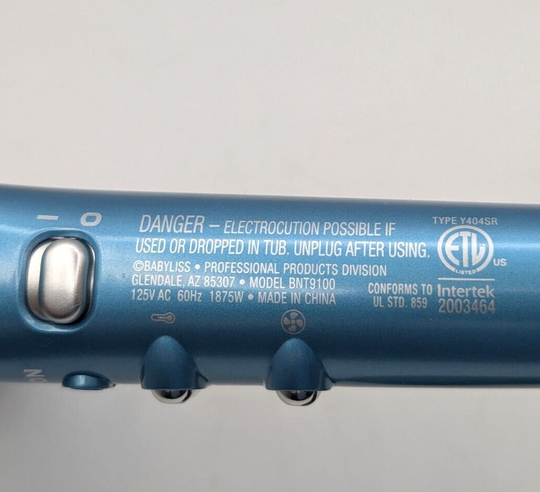 I O
DANGER – ELECTROCUTION POSSIBLE IF
USED OR DROPPED IN TUB. UNPLUG AFTER USING.
©BABYLISS • PROFESSIONAL PRODUCTS DIVISION
GLENDALE, AZ 85307 • MODEL BNT9100
125V AC 60Hz 1875W • MADE IN CHINA
TYPE Y404SR
ETL
LISTED
US
CONFORMS TO
UL STD. 859
Intertek
2003464